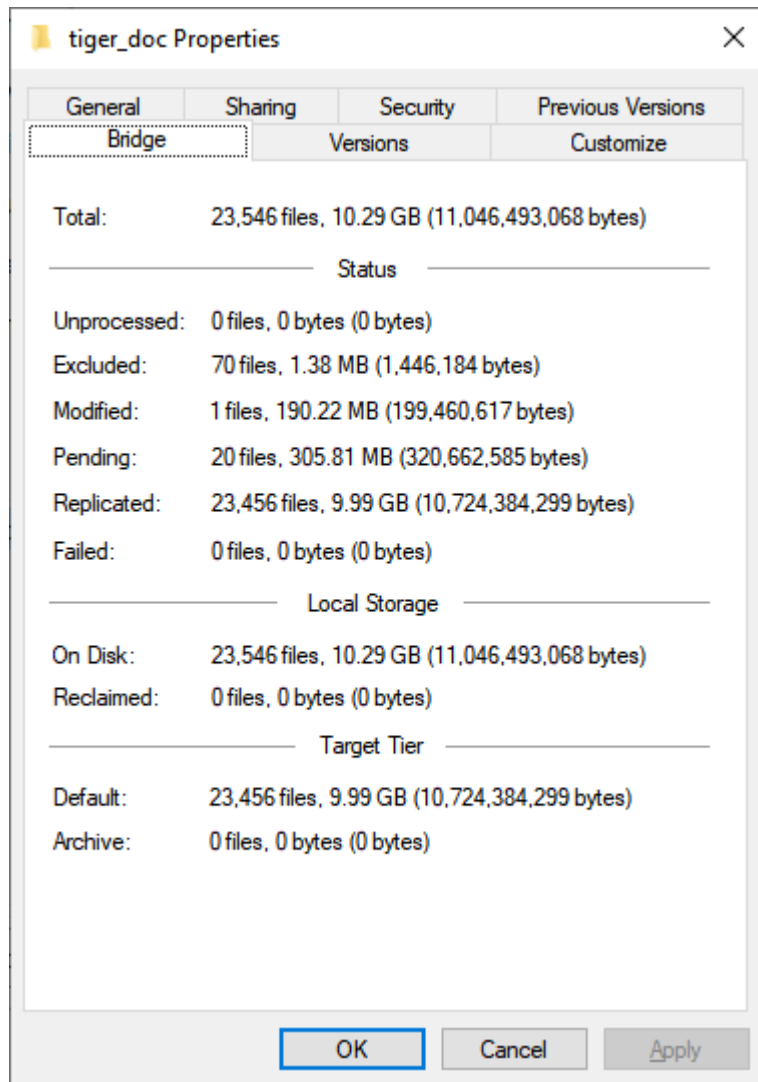 tiger_doc Properties
General Sharing Security Previous Versions
Bridge Versions Customize
Total: 23,546 files, 10.29 GB (11,046,493,068 bytes)
Status
Unprocessed: 0 files, 0 bytes (0 bytes)
Excluded: 70 files, 1.38 MB (1,446,184 bytes)
Modified: 1 files, 190.22 MB (199,460,617 bytes)
Pending: 20 files, 305.81 MB (320,662,585 bytes)
Replicated: 23,456 files, 9.99 GB (10,724,384,299 bytes)
Failed: 0 files, 0 bytes (0 bytes)
Local Storage
On Disk: 23,546 files, 10.29 GB (11,046,493,068 bytes)
Reclaimed: 0 files, 0 bytes (0 bytes)
Target Tier
Default: 23,456 files, 9.99 GB (10,724,384,299 bytes)
Archive: 0 files, 0 bytes (0 bytes)
OK Cancel Apply